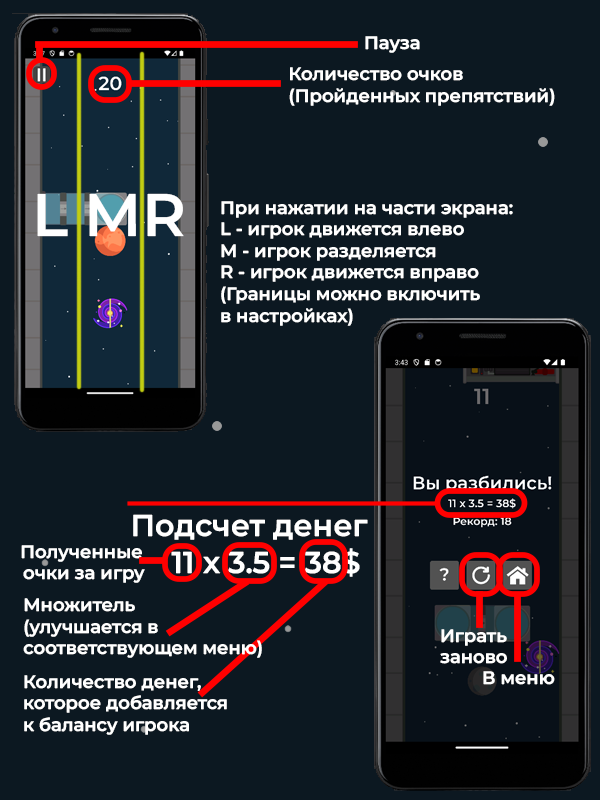 Пауза
20
Количество очков
(Пройденных препятствий)
L M R
При нажатии на части экрана:
L - игрок движется влево
M - игрок разделяется
R - игрок движется вправо
(Границы можно включить
в настройках)
3:43
11
Вы разбились!
11 x 3.5 = 38$
Рекорд: 18
?
Играть
заново
В меню
Подсчет денег
11 x 3.5 = 38$
Полученные
очки за игру
Множитель
(улучшается в
соответствующем меню)
Количество денег,
которое добавляется
к балансу игрока